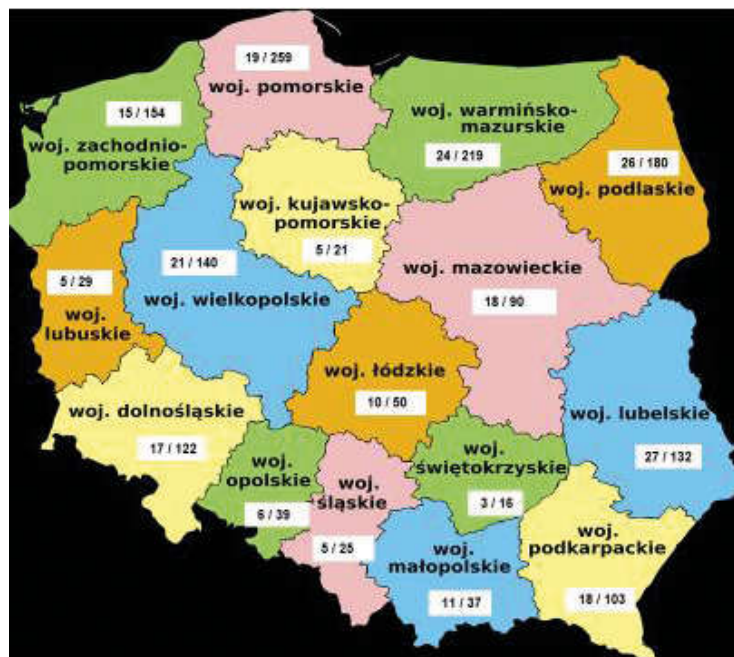 19 / 259
woj. pomorskie
15 / 154
woj. zachodnio-
pomorskie
woj. warmińsko-
mazurskie
24 / 219
26 / 180
woj. podlaskie
woj. kujawsko-
pomorskie
5 / 21
21 / 140
woj. wielkopolskie
5 / 29
woj.
lubuskie
woj. mazowieckie
18 / 90
woj. łódzkie
10 / 50
woj. dolnośląskie
17 / 122
woj. lubelskie
27 / 132
woj.
opolskie
6 / 39
woj.
śląskie
5 / 25
woj.
świętokrzyskie
3 / 16
woj.
małopolskie
11 / 37
woj.
podkarpackie
18 / 103